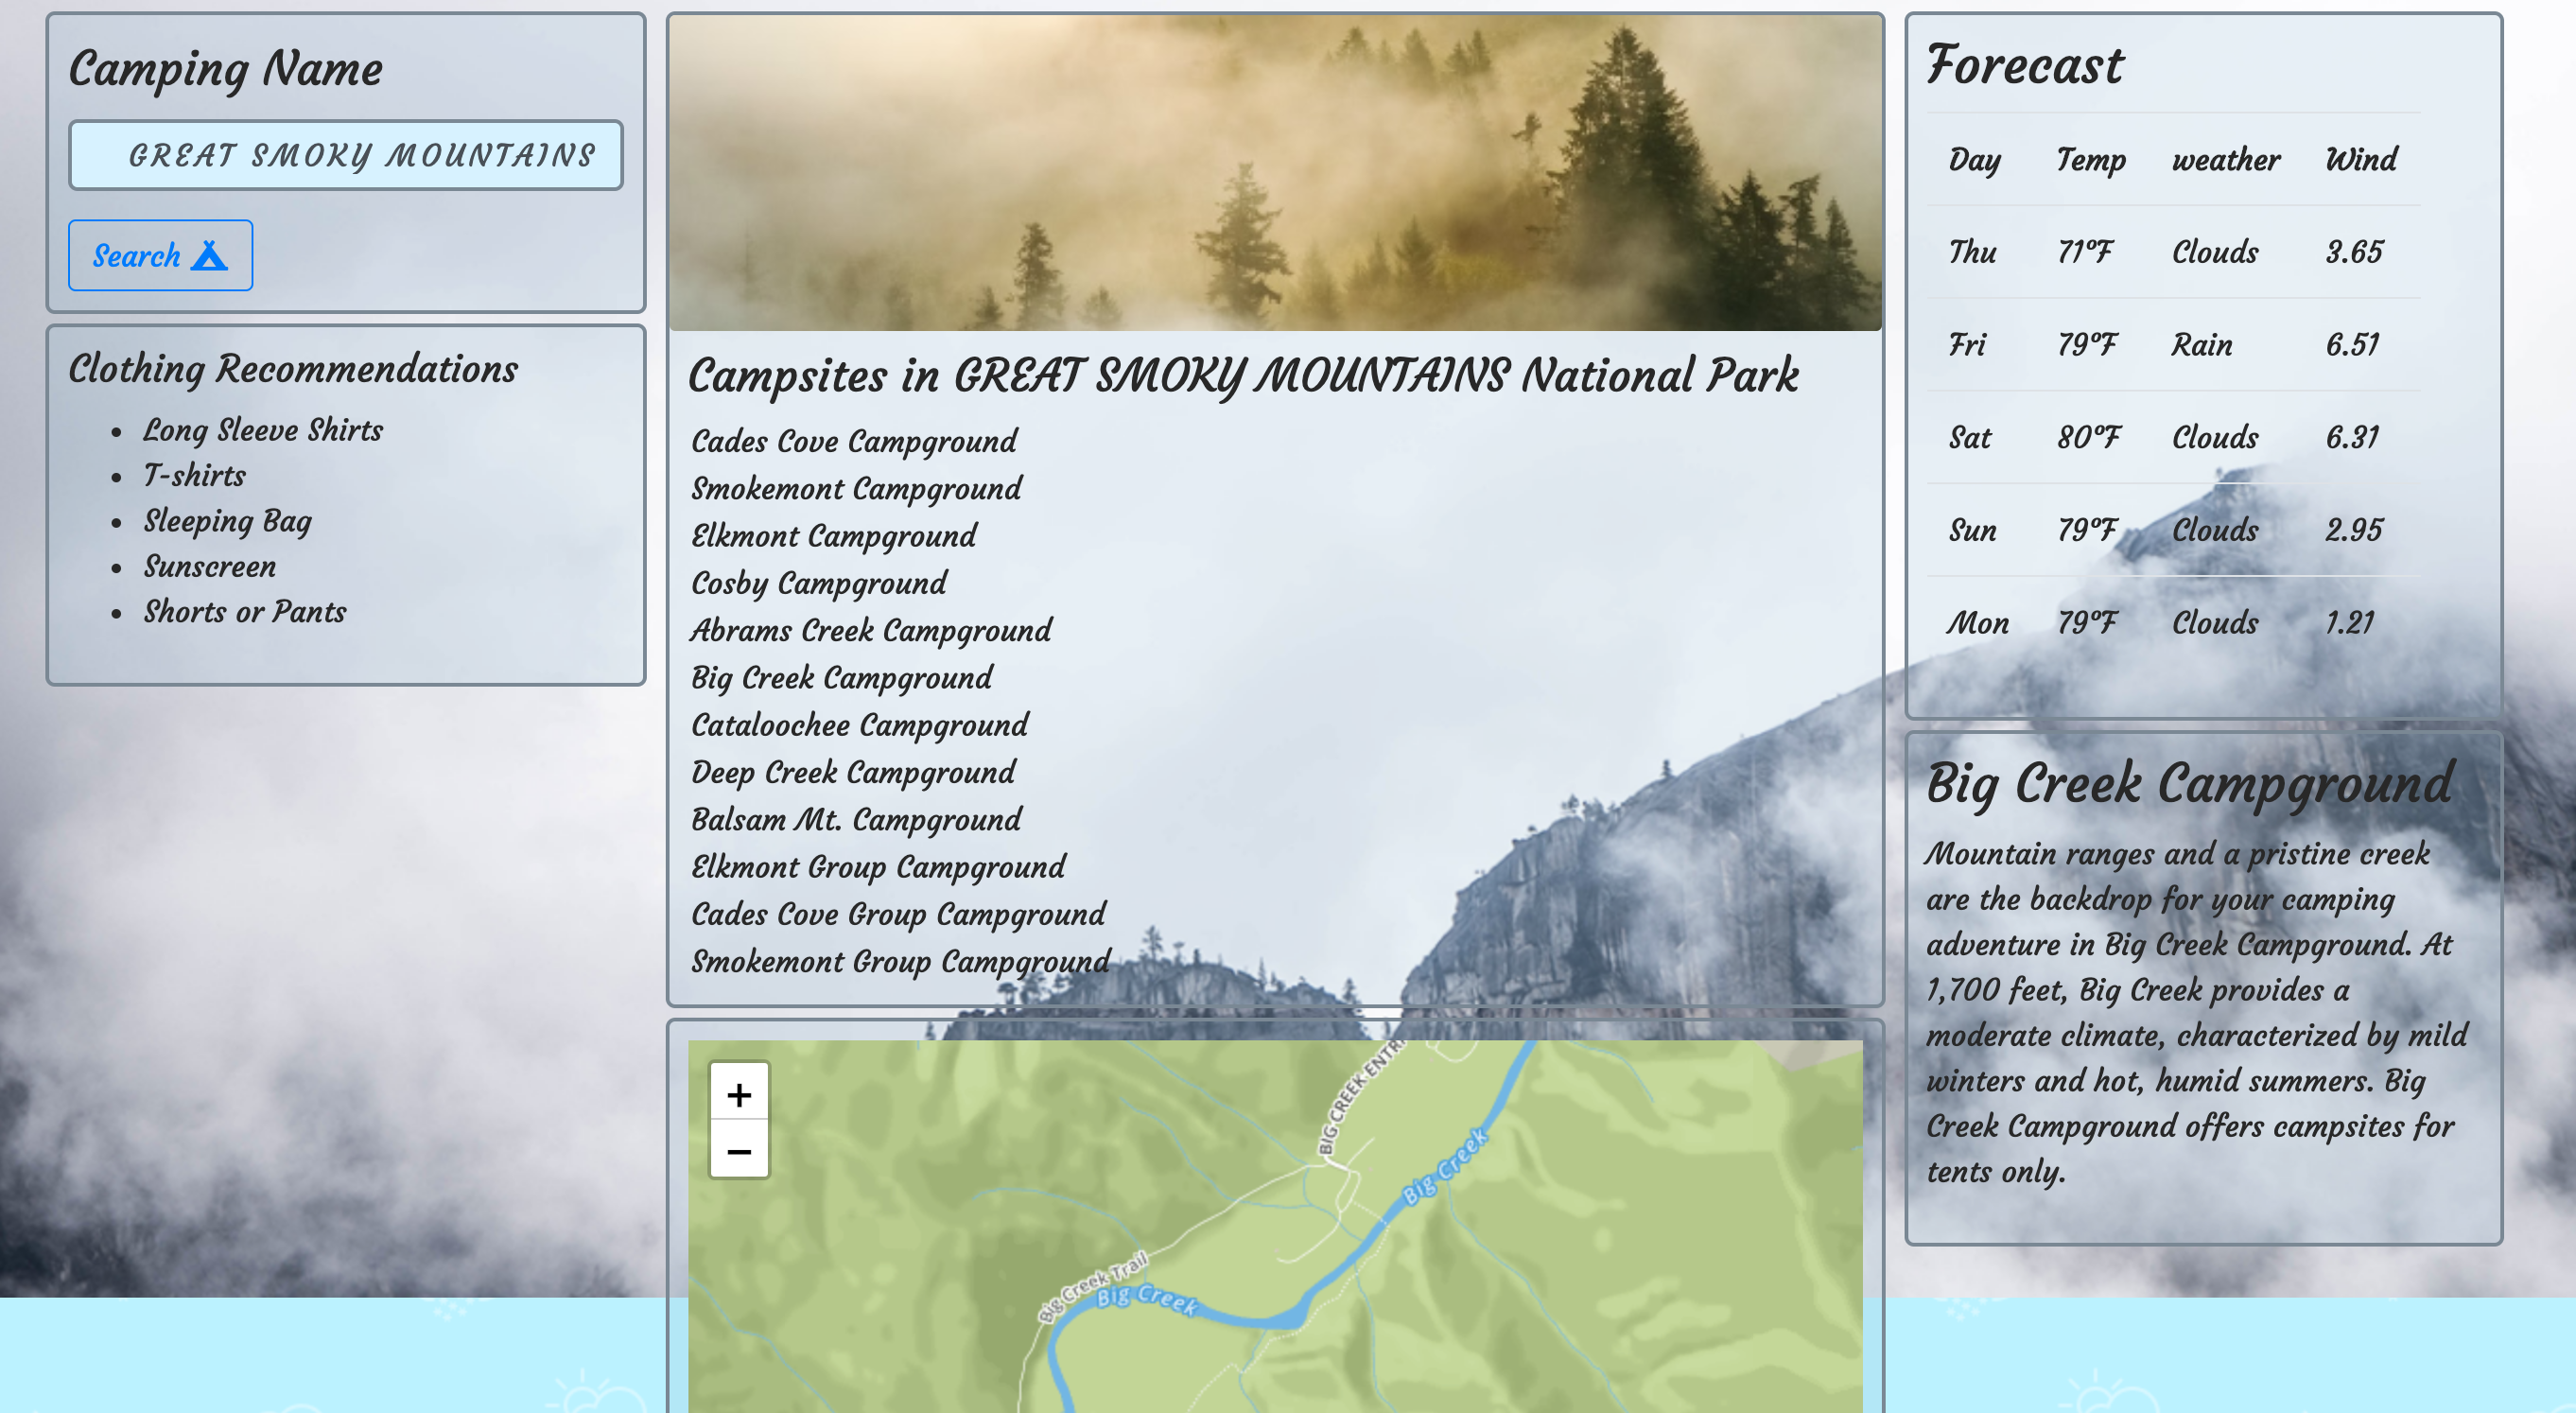 Camping Name
GREAT SMOKY MOUNTAINS
Search
Clothing Recommendations
Long Sleeve Shirts
T-shirts
Sleeping Bag
Sunscreen
Shorts or Pants
Campsites in GREAT SMOKY MOUNTAINS National Park
Cades Cove Campground
Smokemont Campground
Elkmont Campground
Cosby Campground
Abrams Creek Campground
Big Creek Campground
Cataloochee Campground
Deep Creek Campground
Balsam Mt. Campground
Elkmont Group Campground
Cades Cove Group Campground
Smokemont Group Campground
+
−
BIG CREEK
Big Creek
Big Creek Trail
Big Creek
Forecast
Day Temp weather Wind
Thu 71°F Clouds 3.65
Fri 79°F Rain 6.51
Sat 80°F Clouds 6.31
Sun 79°F Clouds 2.95
Mon 79°F Clouds 1.21
Big Creek Campground
Mountain ranges and a pristine creek
are the backdrop for your camping
adventure in Big Creek Campground. At
1,700 feet, Big Creek provides a
moderate climate, characterized by mild
winters and hot, humid summers. Big
Creek Campground offers campsites for
tents only.